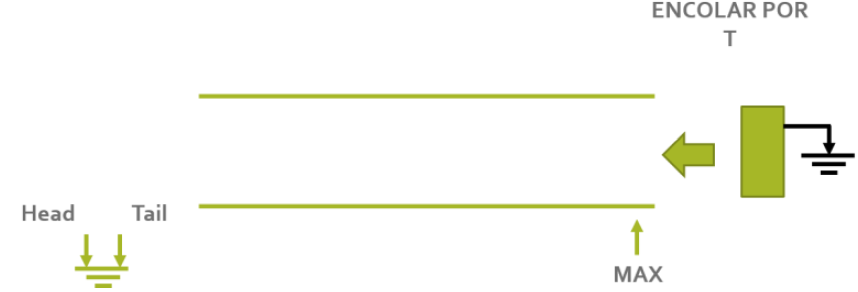 ENCOLAR POR
T
Head
Tail
MAX